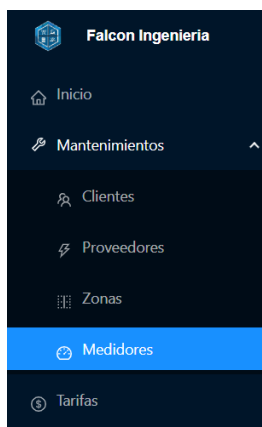 Falcon Ingenieria
Inicio
Mantenimientos
Clientes
Proveedores
Zonas
Medidores
Tarifas